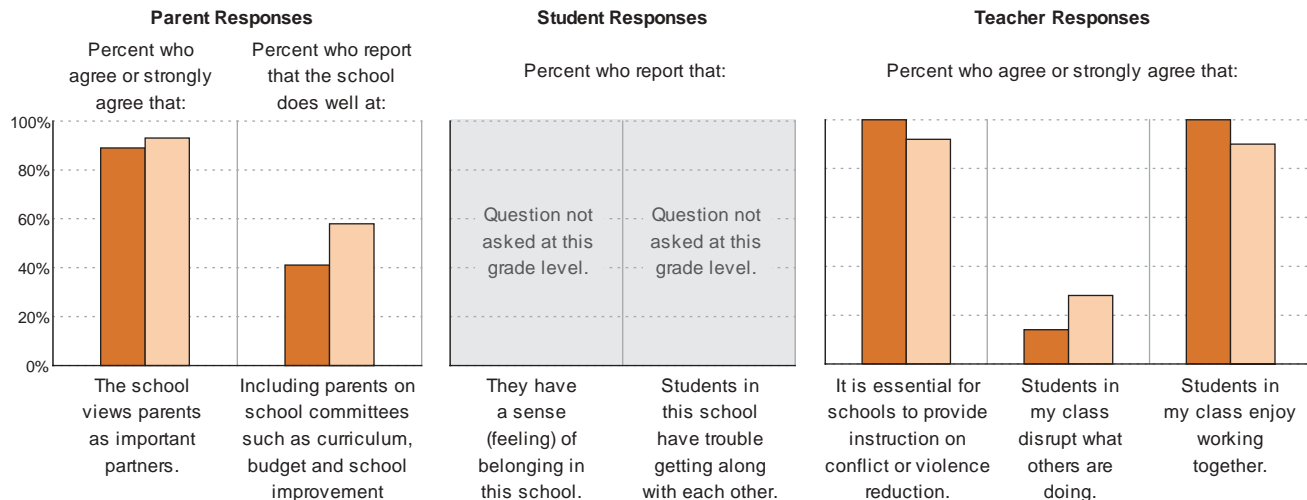 Parent Responses
Percent who
agree or strongly
agree that:
Percent who report
that the school
does well at:
100%
80%
60%
40%
20%
0%
The school
views parents
as important
partners.
Including parents on
school committees
such as curriculum,
budget and school
improvement
Student Responses
Percent who report that:
Question not
asked at this
grade level.
Question not
asked at this
grade level.
They have
a sense
(feeling) of
belonging in
this school.
Students in
this school
have trouble
getting along
with each other.
Teacher Responses
Percent who agree or strongly agree that:
It is essential for
schools to provide
instruction on
conflict or violence
reduction.
Students in
my class
disrupt what
others are
doing.
Students in
my class enjoy
working
together.